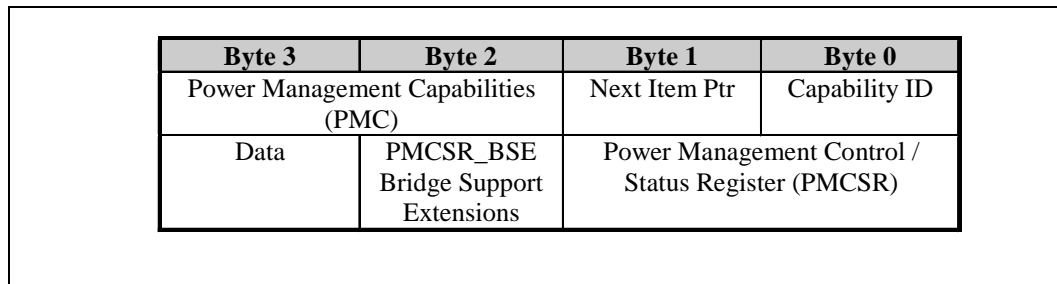 Byte 3 Byte 2 Byte 1 Byte 0
Power Management Capabilities
(PMC)
Next Item Ptr
Capability ID
Data
PMCSR_BSE
Bridge Support
Extensions
Power Management Control /
Status Register (PMCSR)